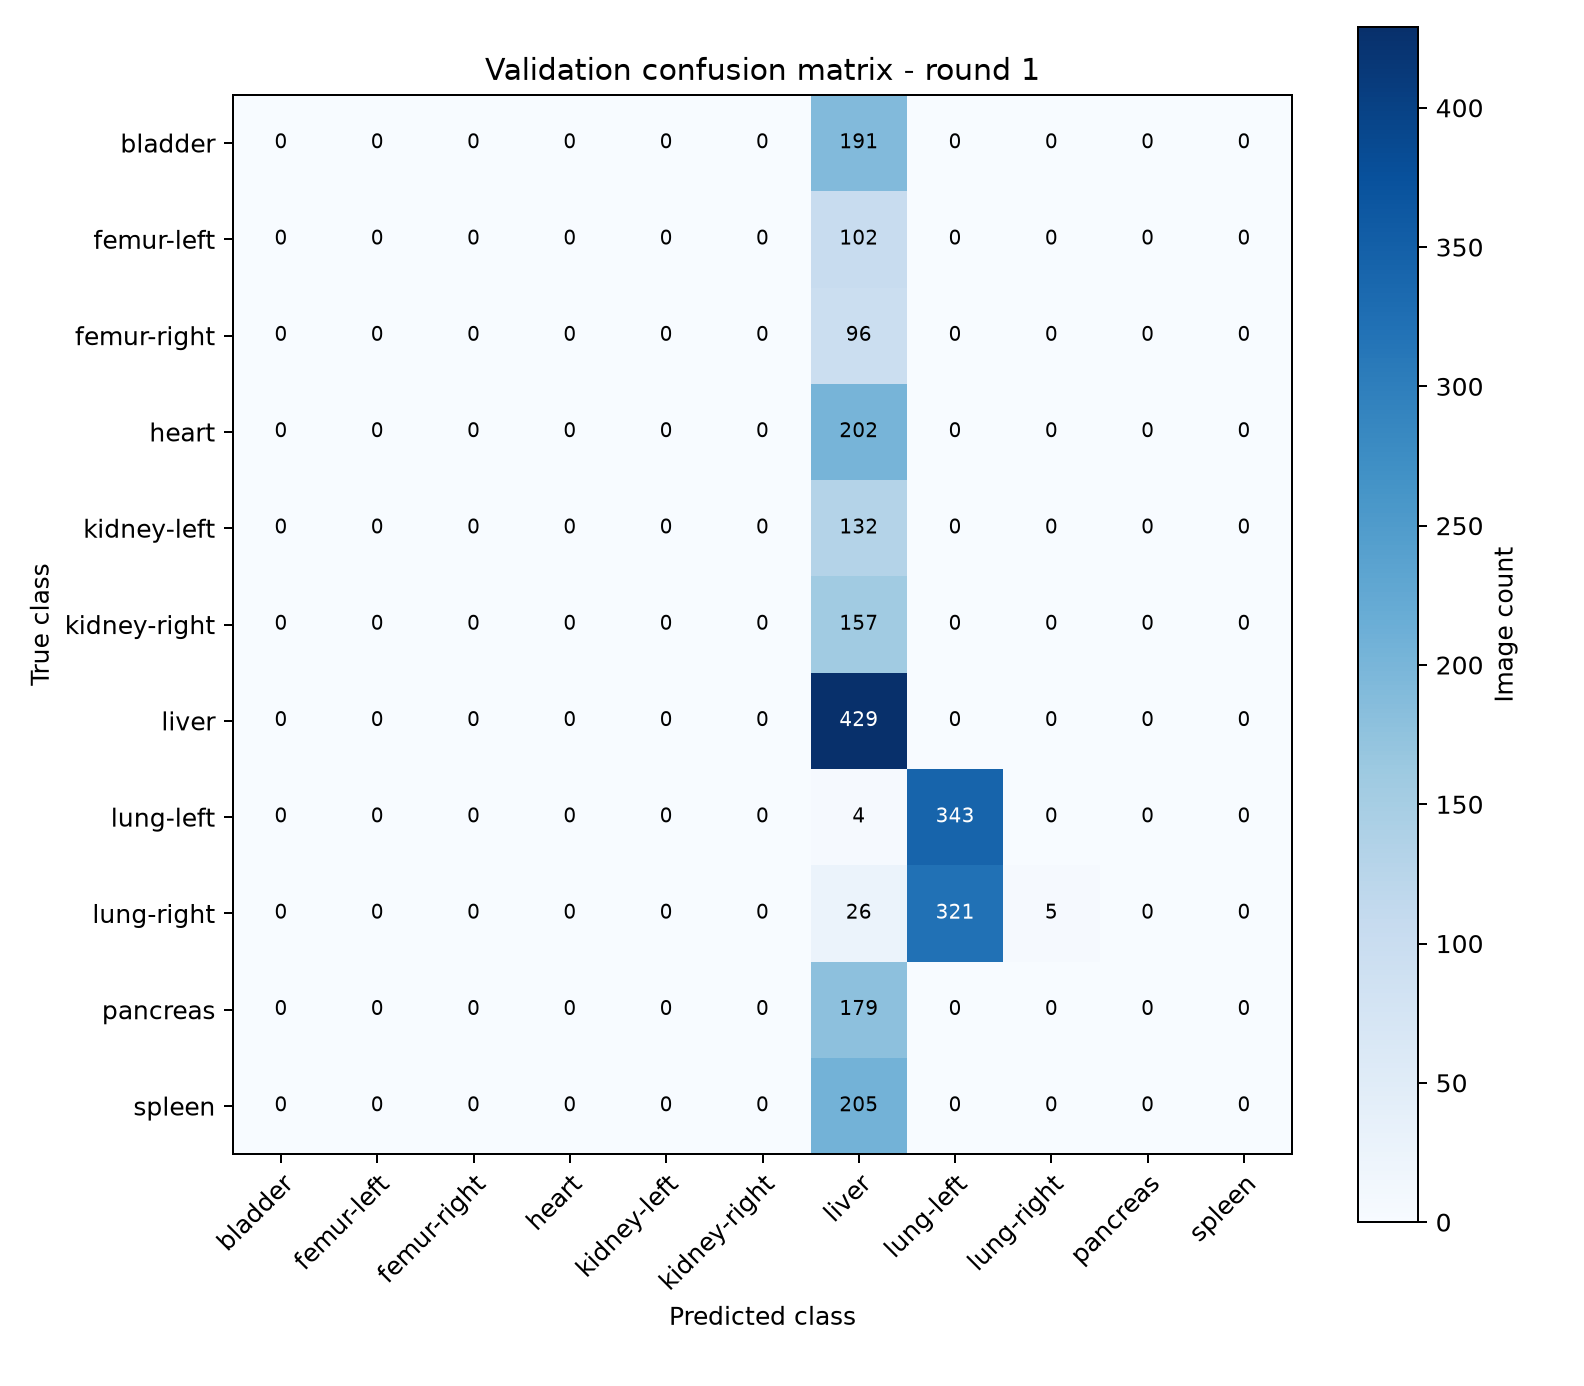 Validation confusion matrix - round 1
True class
bladder 0 0 0 0 0 0 191 0 0 0 0
femur-left 0 0 0 0 0 0 102 0 0 0 0
femur-right 0 0 0 0 0 0 96 0 0 0 0
heart 0 0 0 0 0 0 202 0 0 0 0
kidney-left 0 0 0 0 0 0 132 0 0 0 0
kidney-right 0 0 0 0 0 0 157 0 0 0 0
liver 0 0 0 0 0 0 429 0 0 0 0
lung-left 0 0 0 0 0 0 4 343 0 0 0
lung-right 0 0 0 0 0 0 26 321 5 0 0
pancreas 0 0 0 0 0 0 179 0 0 0 0
spleen 0 0 0 0 0 0 205 0 0 0 0
bladder femur-left femur-right heart kidney-left kidney-right liver lung-left lung-right pancreas spleen
Predicted class
400
350
300
250
200
150
100
50
0
Image count